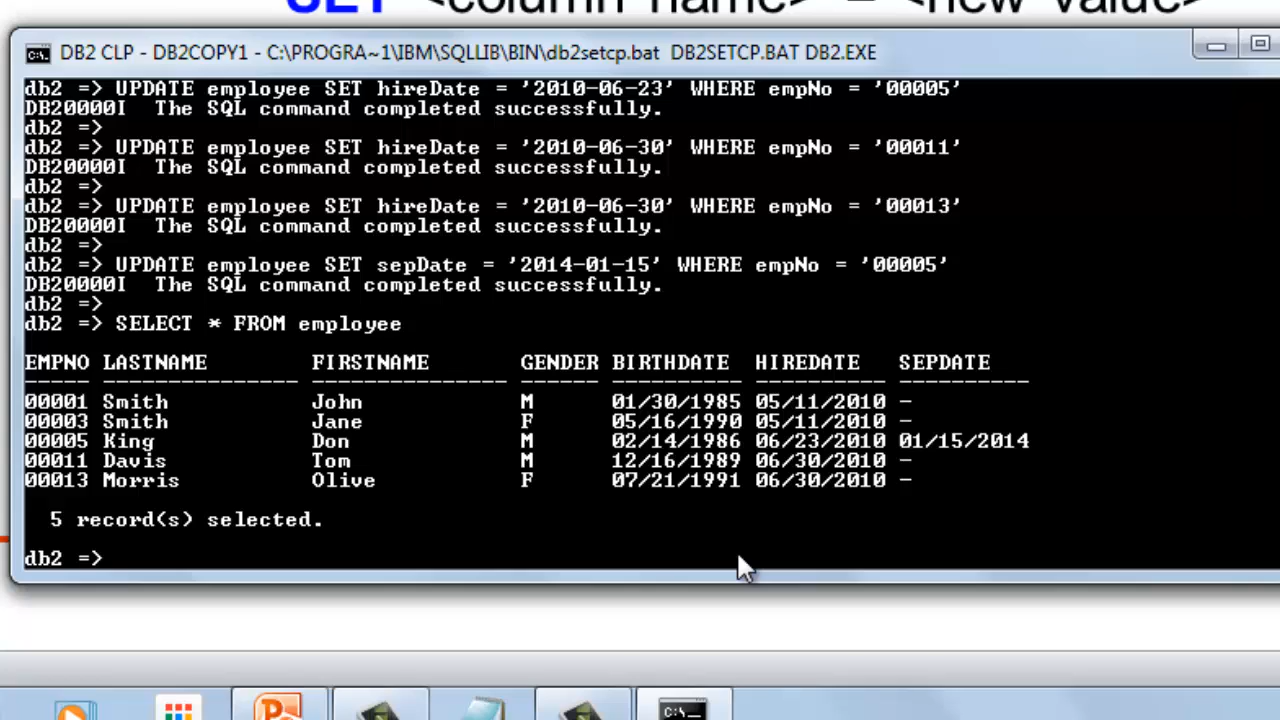 SET <column name> = <new value>
DB2 CLP - DB2COPY1 - C:\PROGRA~1\IBM\SQLLIB\BIN\db2setcp.bat  DB2SETCP.BAT DB2.EXE
db2 => UPDATE employee SET hireDate = '2010-06-23' WHERE empNo = '00005'
DB20000I  The SQL command completed successfully.
db2 =>
db2 => UPDATE employee SET hireDate = '2010-06-30' WHERE empNo = '00011'
DB20000I  The SQL command completed successfully.
db2 =>
db2 => UPDATE employee SET hireDate = '2010-06-30' WHERE empNo = '00013'
DB20000I  The SQL command completed successfully.
db2 =>
db2 => UPDATE employee SET sepDate = '2014-01-15' WHERE empNo = '00005'
DB20000I  The SQL command completed successfully.
db2 =>
db2 => SELECT * FROM employee
EMPNO LASTNAME        FIRSTNAME       GENDER BIRTHDATE  HIREDATE   SEPDATE
----- --------------- --------------- ------ ---------- ---------- ----------
00001 Smith           John            M      01/30/1985 05/11/2010 -
00003 Smith           Jane            F      05/16/1990 05/11/2010 -
00005 King            Don             M      02/14/1986 06/23/2010 01/15/2014
00011 Davis           Tom             M      12/16/1989 06/30/2010 -
00013 Morris          Olive           F      07/21/1991 06/30/2010 -
5 record(s) selected.
db2 =>
C:\_